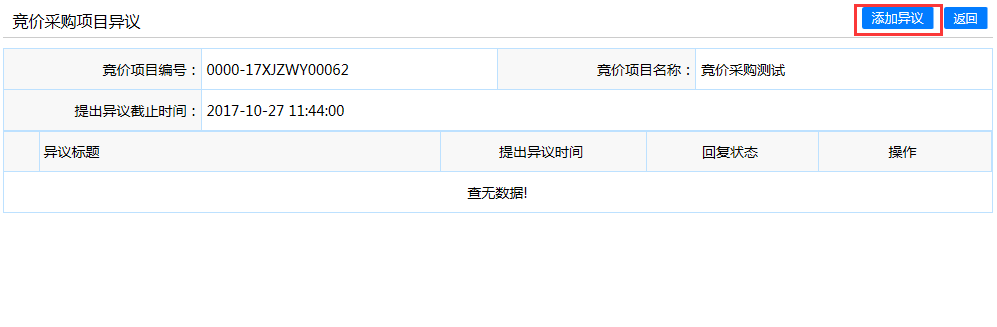 竞价采购项目异议 添加异议 返回
竞价项目编号： 0000-17XJZWY00062 竞价项目名称： 竞价采购测试
提出异议截止时间： 2017-10-27 11:44:00
异议标题 提出异议时间 回复状态 操作
查无数据!